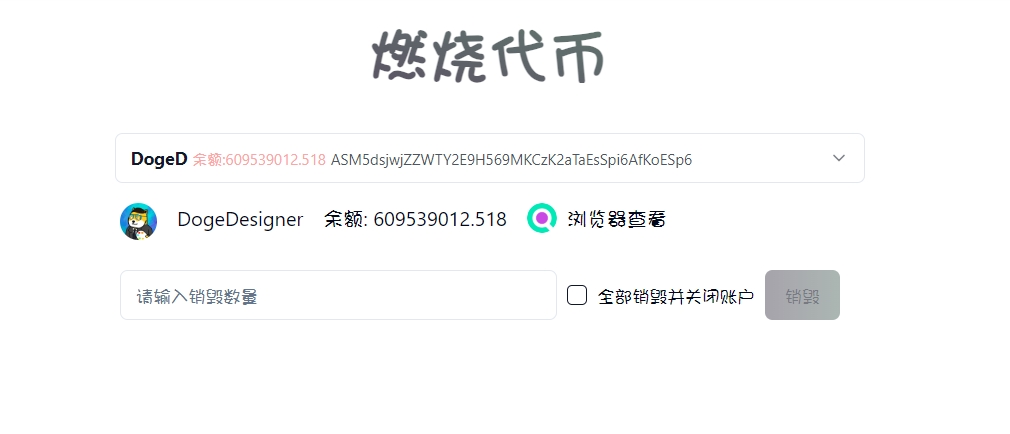 燃烧代币
DogeD 余额:609539012.518 ASM5dsjwjZZWTY2E9H569MKCzK2aTaEsSpi6AfKoESp6
DogeDesigner 余额: 609539012.518 浏览器查看
请输入销毁数量 全部销毁并关闭账户 销毁